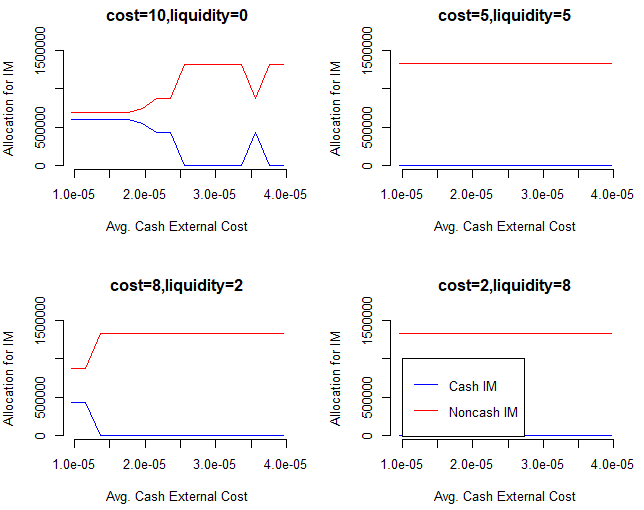 cost=10,liquidity=0
Allocation for IM
0 500000 1500000
1.0e-05 2.0e-05 3.0e-05 4.0e-05
Avg. Cash External Cost
cost=5,liquidity=5
Allocation for IM
0 500000 1500000
1.0e-05 2.0e-05 3.0e-05 4.0e-05
Avg. Cash External Cost
cost=8,liquidity=2
Allocation for IM
0 500000 1500000
1.0e-05 2.0e-05 3.0e-05 4.0e-05
Avg. Cash External Cost
cost=2,liquidity=8
Allocation for IM
0 500000 1500000
Cash IM
Noncash IM
1.0e-05 2.0e-05 3.0e-05 4.0e-05
Avg. Cash External Cost